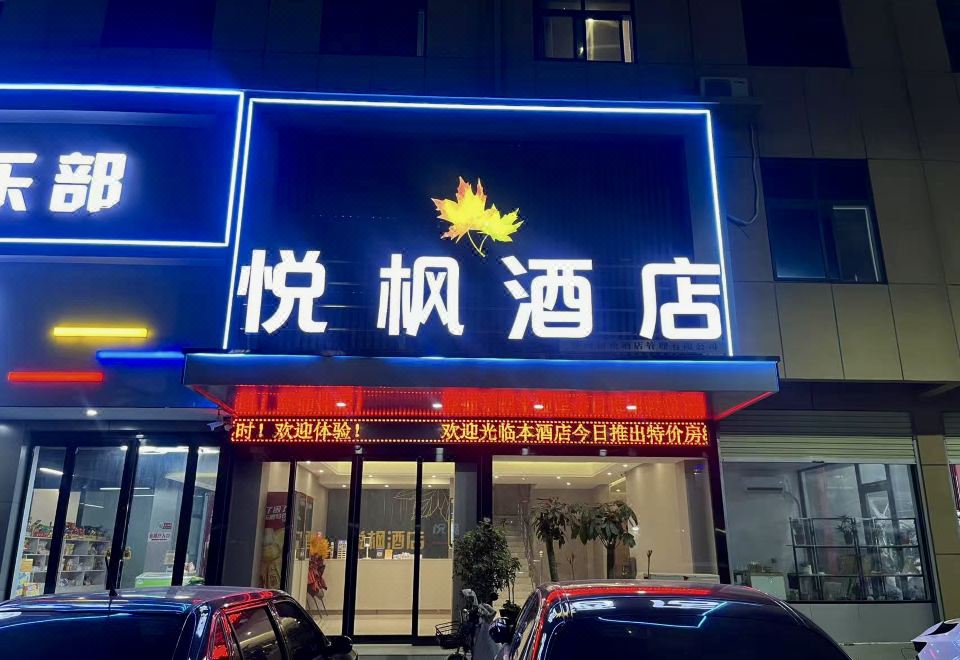 乐部
悦枫酒店
时！欢迎体验！ 欢迎光临本酒店今日推出特价房